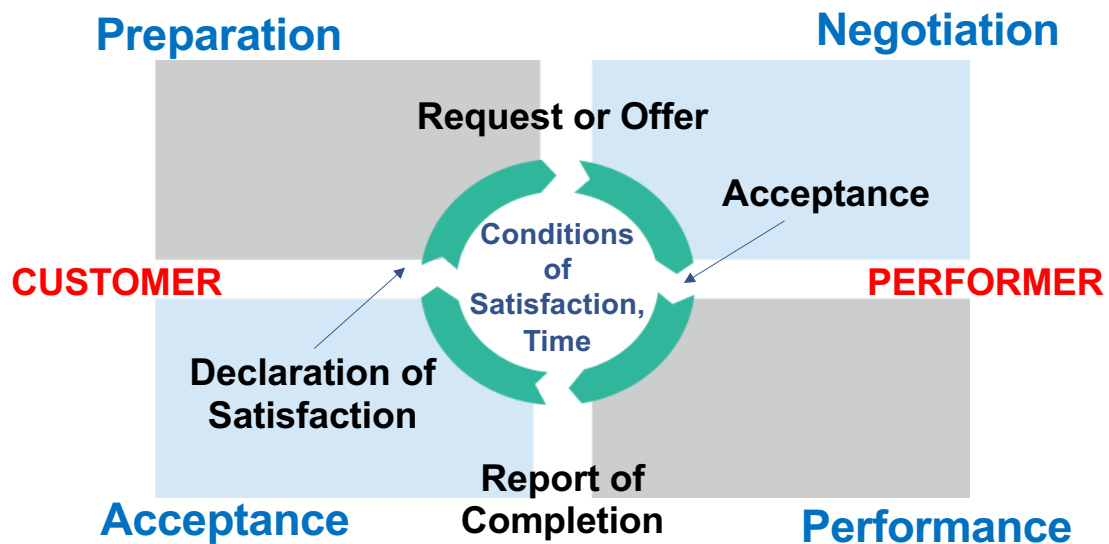 Preparation
Negotiation
Request or Offer
Acceptance
Conditions
of
Satisfaction,
Time
CUSTOMER
PERFORMER
Declaration of
Satisfaction
Report of
Completion
Acceptance
Performance